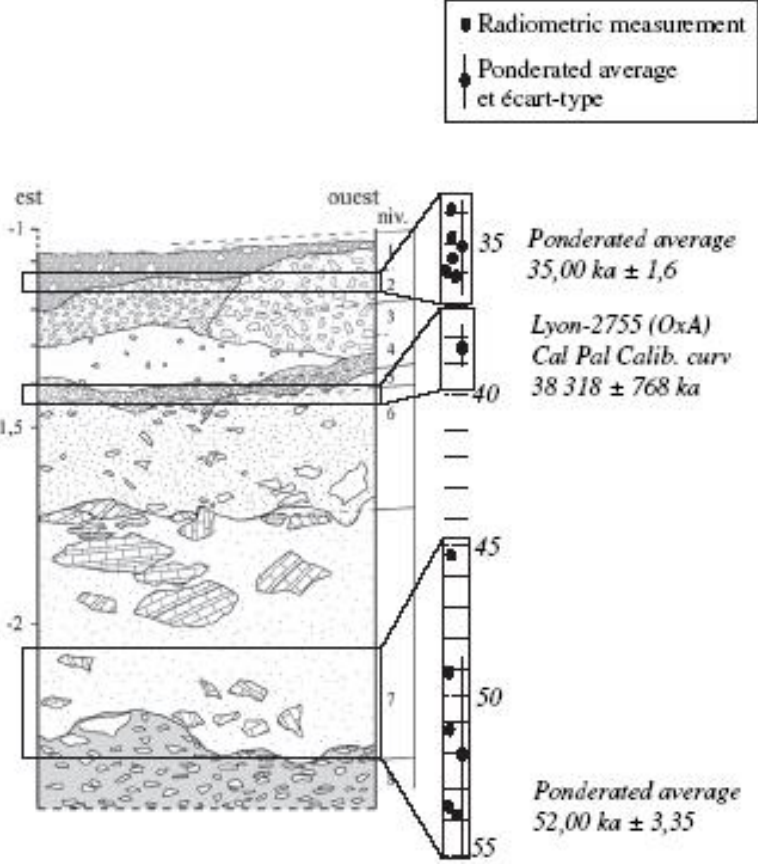 Radiometric measurement
Ponderated average
et écart-type
est
ouest
niv.
-1
1
2
3
4
5
6
1,5
-2
7
35
Ponderated average
35,00 ka ± 1,6
Lyon-2755 (OxA)
Cal Pal Calib. curv
38 318 ± 768 ka
40
45
50
Ponderated average
52,00 ka ± 3,35
55